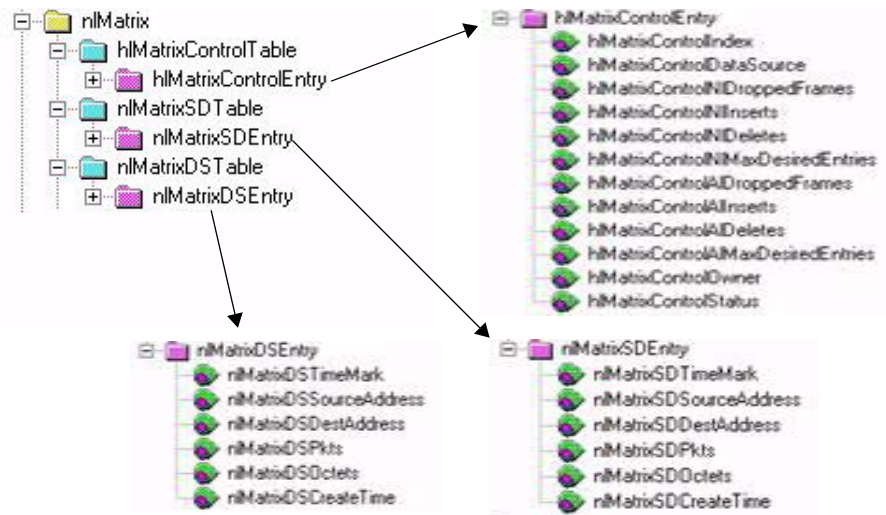 nlMatrix
hlMatrixControlTable
hlMatrixControlEntry
nlMatrixSDTable
nlMatrixSDEntry
nlMatrixDSTable
nlMatrixDSEntry
hlMatrixControlEntry
hlMatrixControlIndex
hlMatrixControlDataSource
hlMatrixControlNlDroppedFrames
hlMatrixControlNlInserts
hlMatrixControlNlDeletes
hlMatrixControlNlMaxDesiredEntries
hlMatrixControlAlDroppedFrames
hlMatrixControlAlInserts
hlMatrixControlAlDeletes
hlMatrixControlAlMaxDesiredEntries
hlMatrixControlOwner
hlMatrixControlStatus
nlMatrixDSEntry
nlMatrixDSTimeMark
nlMatrixDSSourceAddress
nlMatrixDSDestAddress
nlMatrixDSPkts
nlMatrixDSOctets
nlMatrixDSCreateTime
nlMatrixSDEntry
nlMatrixSDTimeMark
nlMatrixSDSourceAddress
nlMatrixSDDestAddress
nlMatrixSDPkts
nlMatrixSDOctets
nlMatrixSDCreateTime